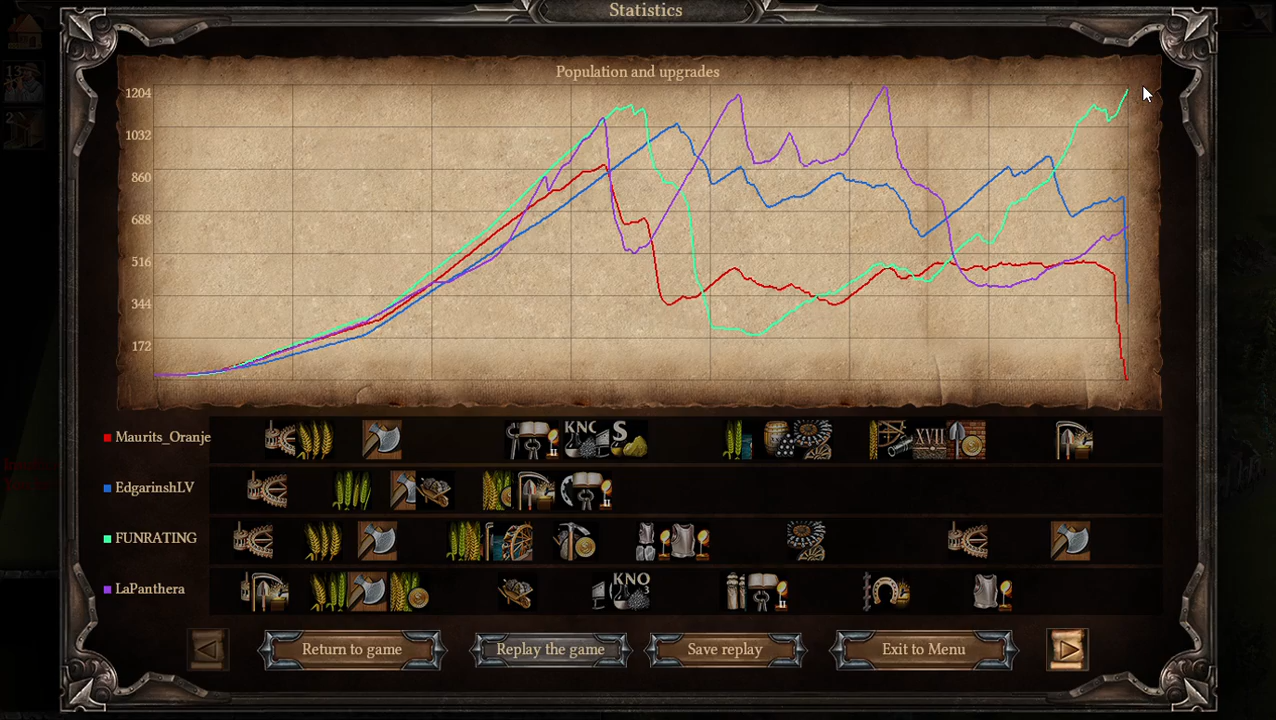 Statistics
Population and upgrades
1204
1032
860
688
516
344
172
Maurits_Oranje
KNC
S
XVII
EdgarinshLV
FUNRATING
LaPanthera
KNO
3
Return to game
Replay the game
Save replay
Exit to Menu